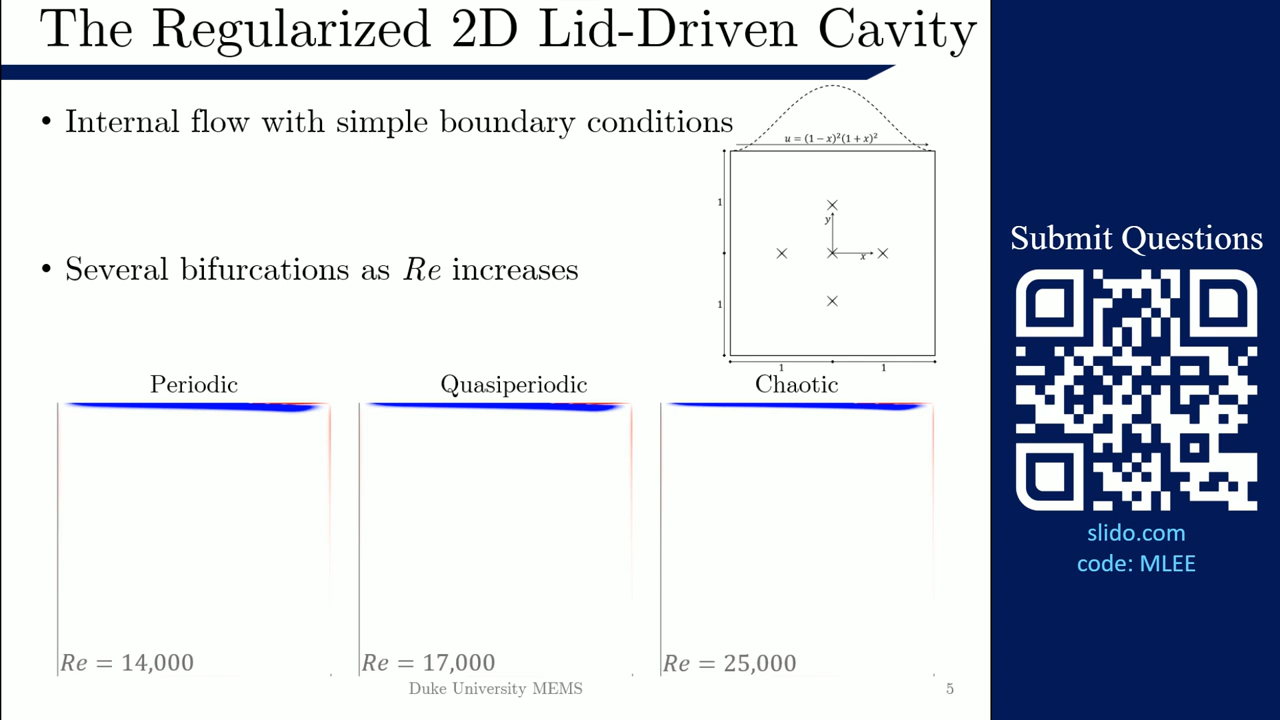 The Regularized 2D Lid-Driven Cavity
• Internal flow with simple boundary conditions
u = (1 − x)²(1 + x)²
1
y
x
1
1
1
• Several bifurcations as Re increases
Periodic
Quasiperiodic
Chaotic
Re = 14,000
Re = 17,000
Re = 25,000
Duke University MEMS
5
Submit Questions
slido.com
code: MLEE